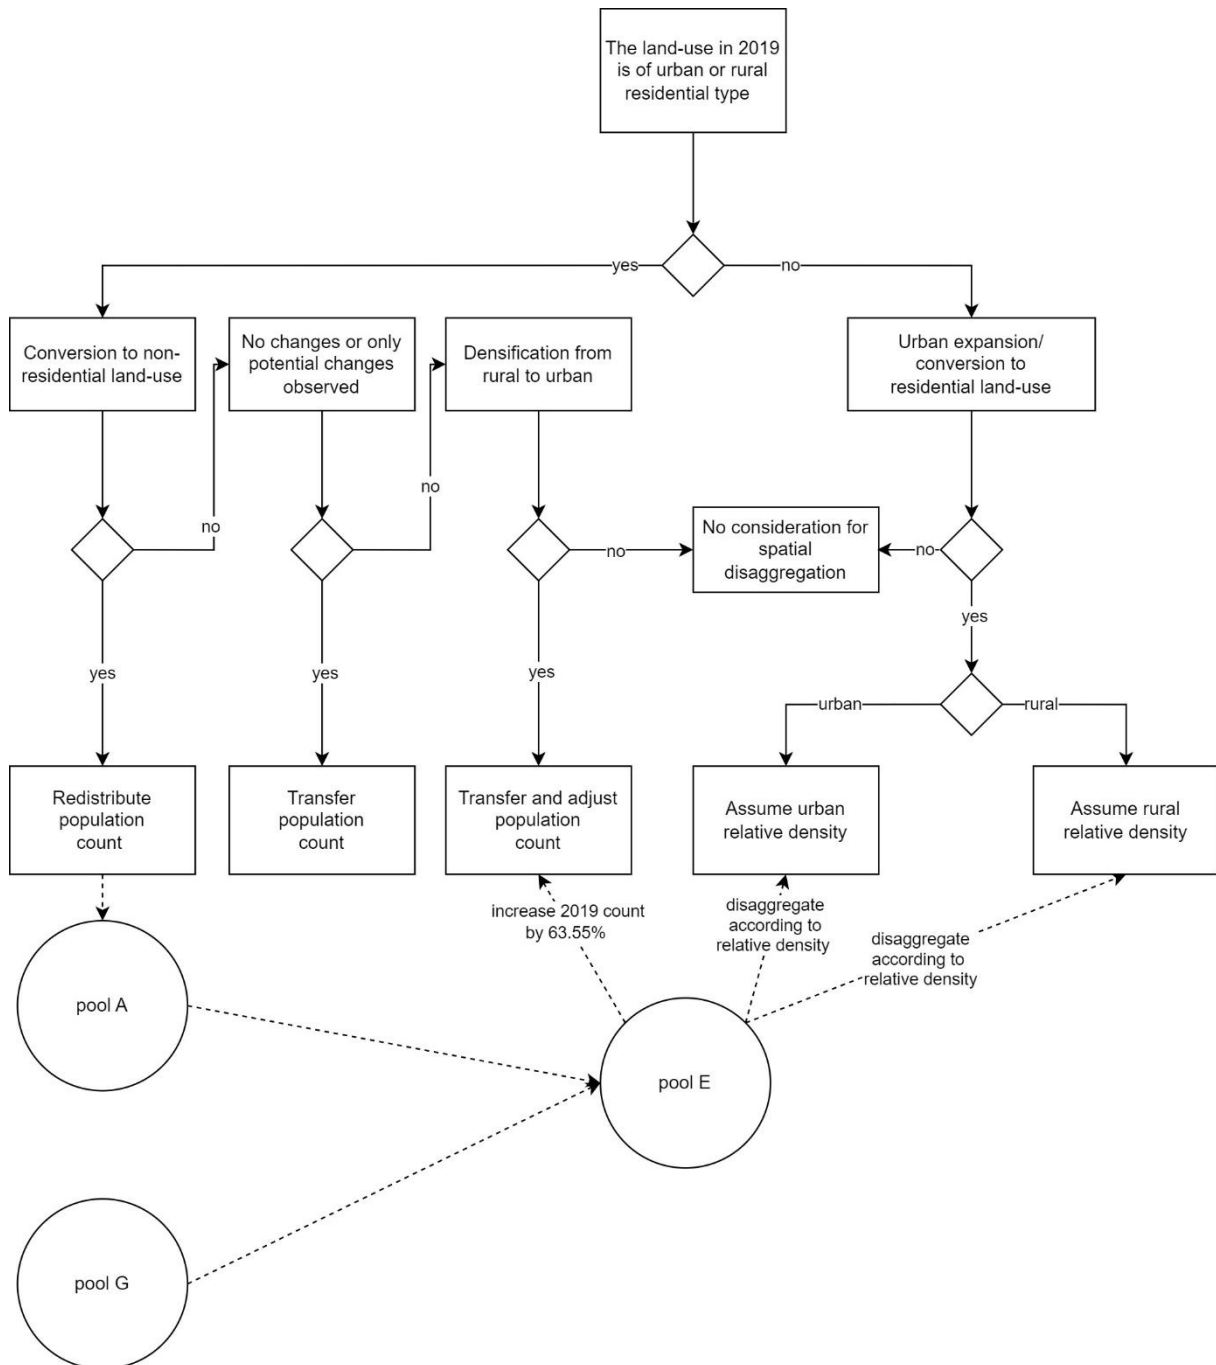 The land-use in 2019
is of urban or rural
residential type
yes
no
Conversion to non-
residential land-use
No changes or only
potential changes
observed
Densification from
rural to urban
Urban expansion/
conversion to
residential land-use
no
no
no
No consideration for
spatial
disaggregation
no
yes
yes
yes
yes
urban
rural
Redistribute
population
count
Transfer
population
count
Transfer and adjust
population
count
Assume urban
relative density
Assume rural
relative density
increase 2019 count
by 63.55%
disaggregate
according to
relative density
disaggregate
according to
relative density
pool A
pool E
pool G